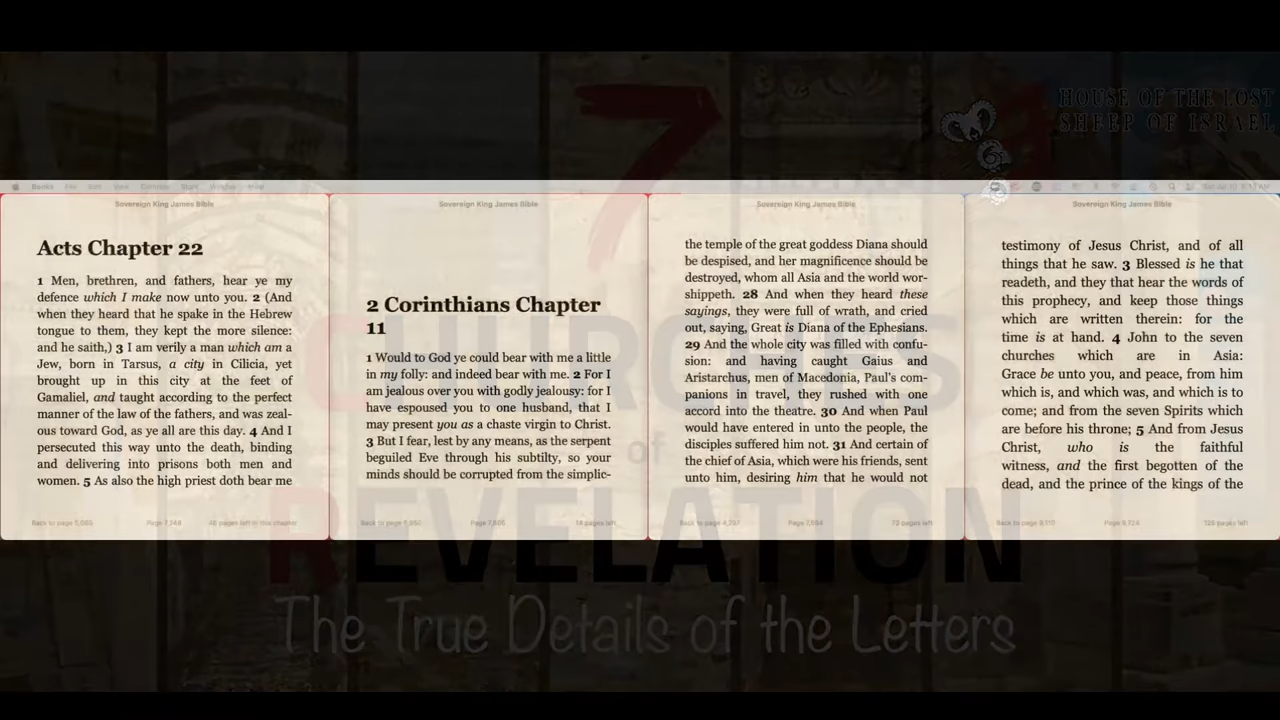 7
HOUSE OF THE LOST
SHEEP OF ISRAEL
Books File Edit View Controls Store Window Help
Sovereign King James Bible
Acts Chapter 22
1 Men, brethren, and fathers, hear ye my
defence which I make now unto you. 2 (And
when they heard that he spake in the Hebrew
tongue to them, they kept the more silence:
and he saith,) 3 I am verily a man which am a
Jew, born in Tarsus, a city in Cilicia, yet
brought up in this city at the feet of
Gamaliel, and taught according to the perfect
manner of the law of the fathers, and was zeal-
ous toward God, as ye all are this day. 4 And I
persecuted this way unto the death, binding
and delivering into prisons both men and
women. 5 As also the high priest doth bear me
Sovereign King James Bible
2 Corinthians Chapter
11
1 Would to God ye could bear with me a little
in my folly: and indeed bear with me. 2 For I
am jealous over you with godly jealousy: for I
have espoused you to one husband, that I
may present you as a chaste virgin to Christ.
3 But I fear, lest by any means, as the serpent
beguiled Eve through his subtilty, so your
minds should be corrupted from the simplic-
14 pages left
Sovereign King James Bible
the temple of the great goddess Diana should
be despised, and her magnificence should be
destroyed, whom all Asia and the world wor-
shippeth. 28 And when they heard these
sayings, they were full of wrath, and cried
out, saying, Great is Diana of the Ephesians.
29 And the whole city was filled with confu-
sion: and having caught Gaius and
Aristarchus, men of Macedonia, Paul's com-
panions in travel, they rushed with one
accord into the theatre. 30 And when Paul
would have entered in unto the people, the
disciples suffered him not. 31 And certain of
the chief of Asia, which were his friends, sent
unto him, desiring him that he would not
72 pages left
Sovereign King James Bible
testimony of Jesus Christ, and of all
things that he saw. 3 Blessed is he that
readeth, and they that hear the words of
this prophecy, and keep those things
which are written therein: for the
time is at hand. 4 John to the seven
churches which are in Asia:
Grace be unto you, and peace, from him
which is, and which was, and which is to
come; and from the seven Spirits which
are before his throne; 5 And from Jesus
Christ, who is the faithful
witness, and the first begotten of the
dead, and the prince of the kings of the
CHURCHES
of
REVELATION
The True Details of the Letters